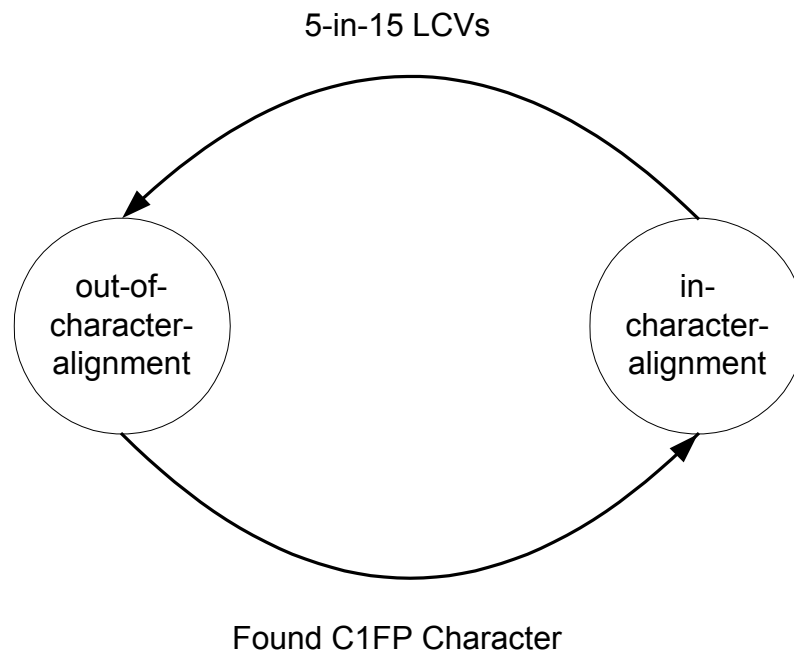 5-in-15 LCVs
out-of-
character-
alignment
in-
character-
alignment
Found C1FP Character